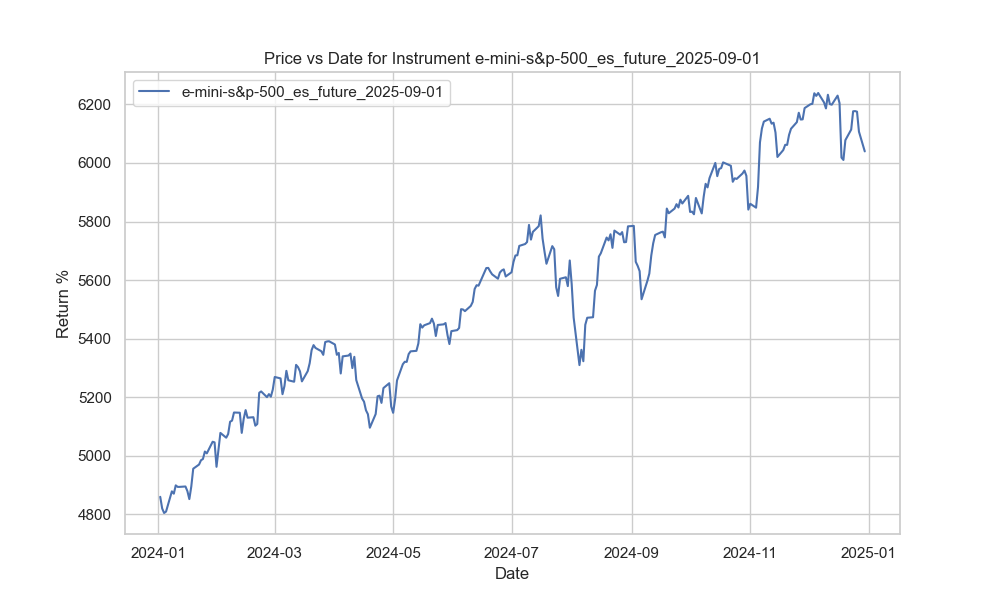 Price vs Date for Instrument e-mini-s&p-500_es_future_2025-09-01
e-mini-s&p-500_es_future_2025-09-01
Return %
6200
6000
5800
5600
5400
5200
5000
4800
2024-01 2024-03 2024-05 2024-07 2024-09 2024-11 2025-01
Date